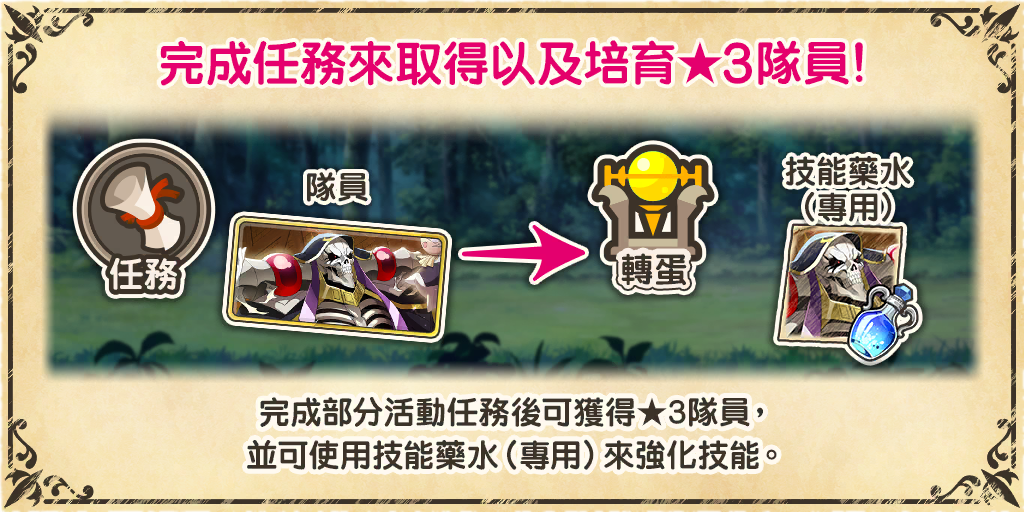 完成任務來取得以及培育★3隊員!
任務
隊員
轉蛋
技能藥水
(專用)
完成部分活動任務後可獲得★3隊員，
並可使用技能藥水(專用)來強化技能。